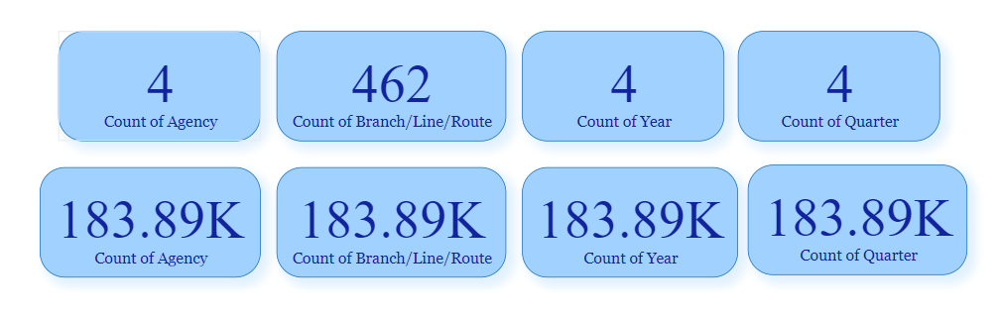 4
Count of Agency
462
Count of Branch/Line/Route
4
Count of Year
4
Count of Quarter
183.89K
Count of Agency
183.89K
Count of Branch/Line/Route
183.89K
Count of Year
183.89K
Count of Quarter